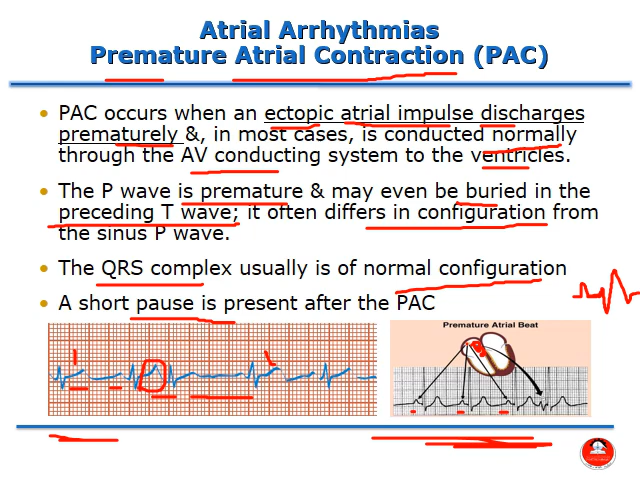 Atrial Arrhythmias
Premature Atrial Contraction (PAC)
PAC occurs when an ectopic atrial impulse discharges
prematurely &, in most cases, is conducted normally
through the AV conducting system to the ventricles.
The P wave is premature & may even be buried in the
preceding T wave; it often differs in configuration from
the sinus P wave.
The QRS complex usually is of normal configuration
A short pause is present after the PAC
Premature Atrial Beat